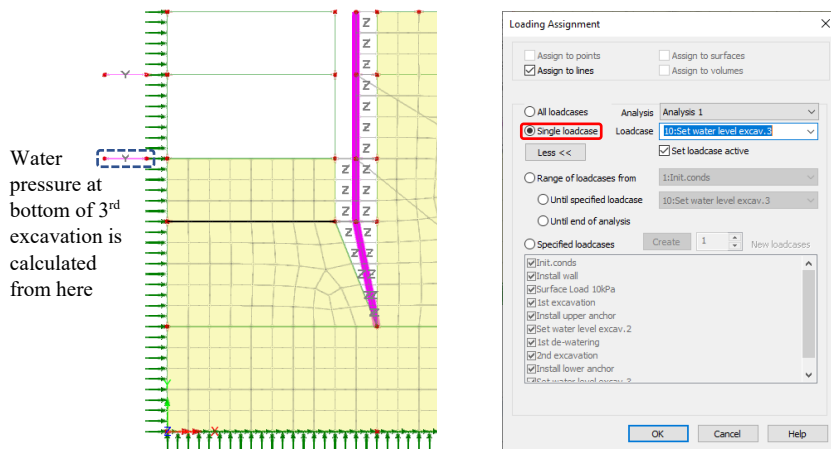 Y
Y
Water
pressure at
bottom of 3rd
excavation is
calculated
from here
Z Z
Z
Z Z
Z
Z Z
Z
Z Z
Z
Z Z
Z Z
Z Z
Z Z
Z
Z
Y
Z
X
Loading Assignment
Assign to points
Assign to surfaces
Assign to lines
Assign to volumes
All loadcases
Analysis
Analysis 1
Single loadcase
Loadcase
10:Set water level excav.3
Less <<
Set loadcase active
Range of loadcases from
1:Init.conds
Until specified loadcase
10:Set water level excav.3
Until end of analysis
Specified loadcases
Create
1
New loadcases
Init.conds
Install wall
Surface Load 10kPa
1st excavation
Install upper anchor
Set water level excav.2
1st de-watering
2nd excavation
Install lower anchor
Set water level excav.3
OK
Cancel
Help